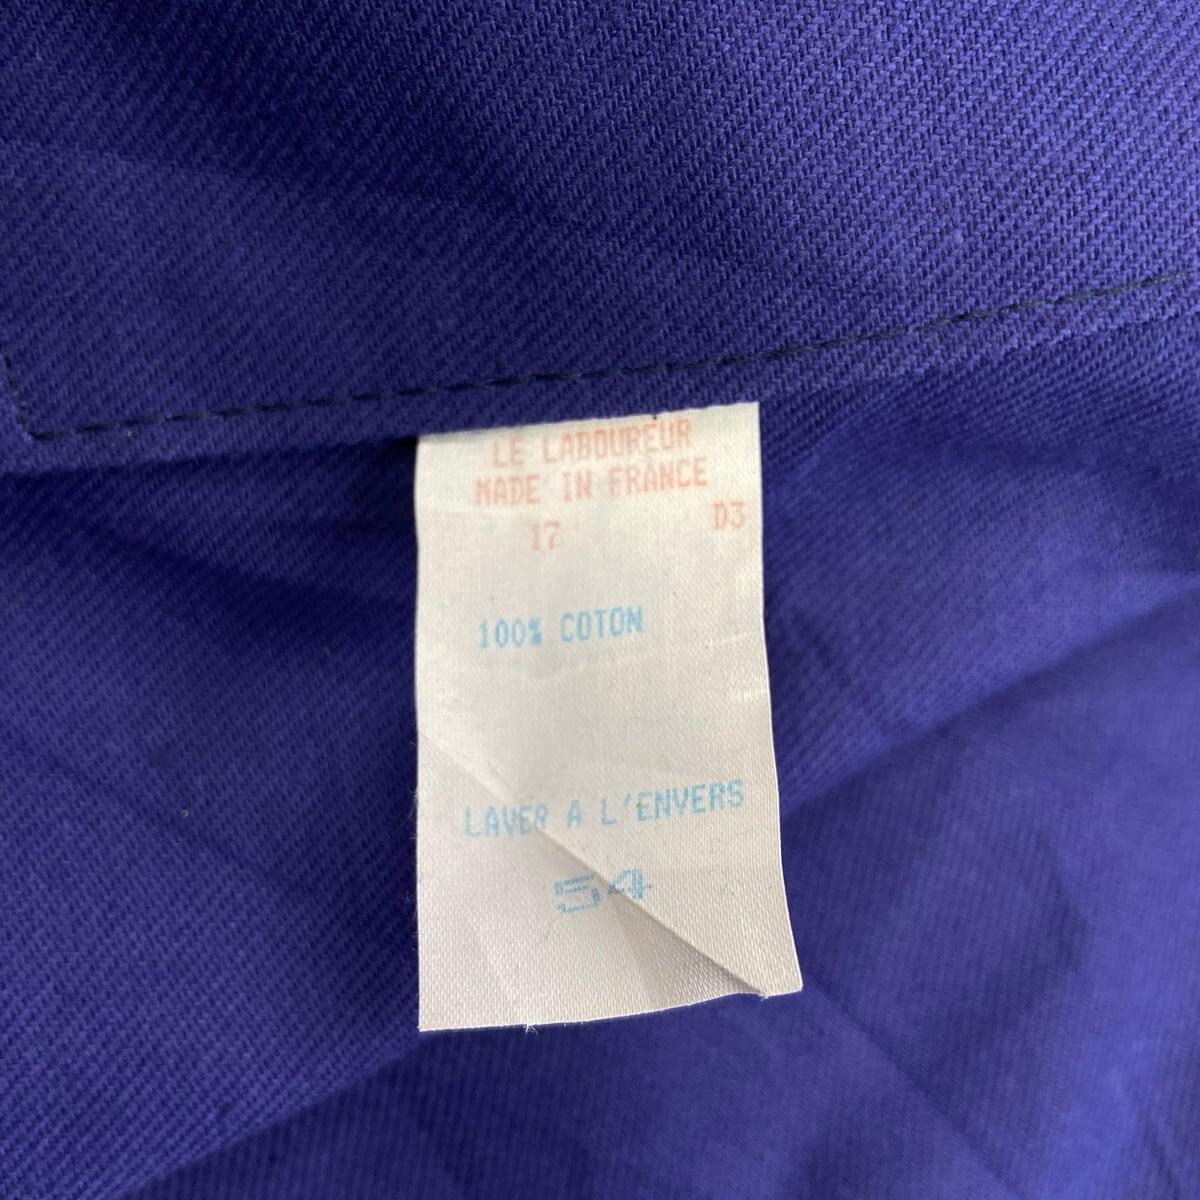 LE LABOUREUR
MADE IN FRANCE
17 D3
100% COTON
LAVER A L'ENVERS
54